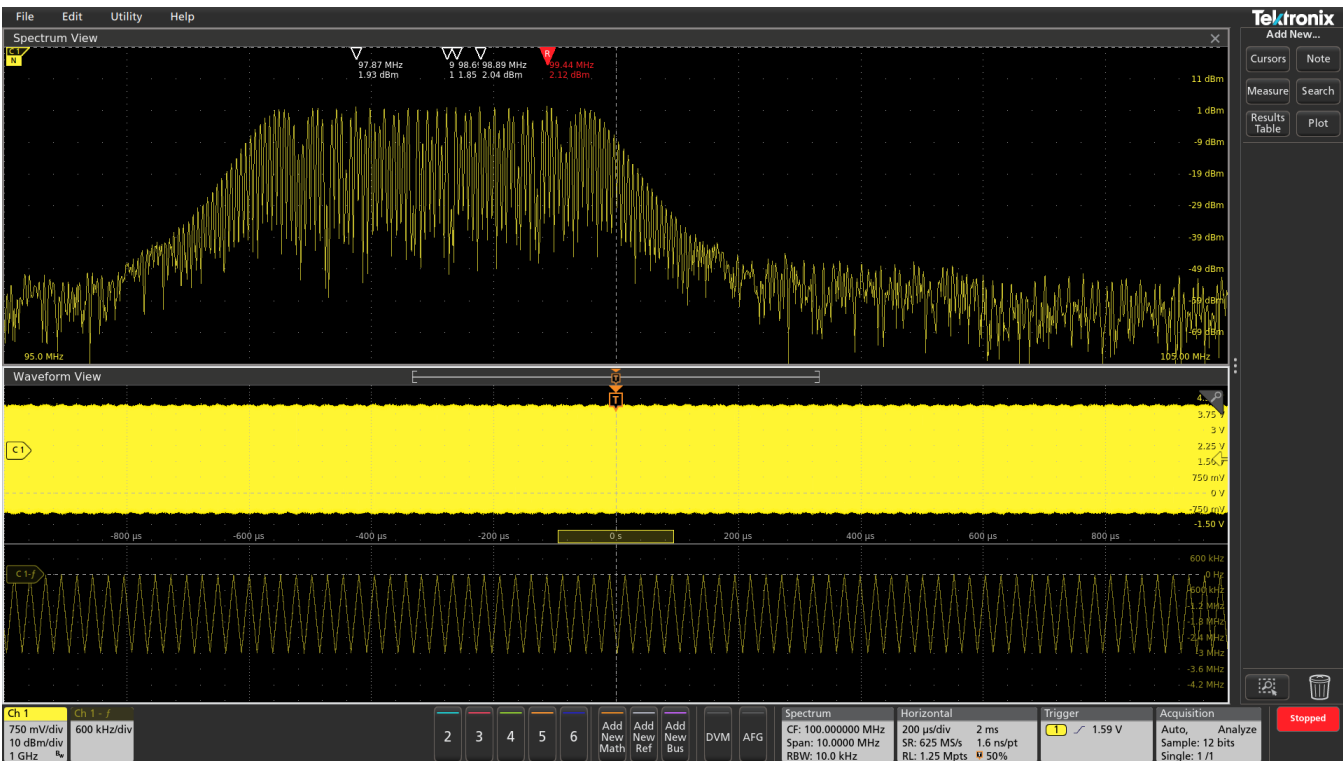 File Edit Utility Help
Tektronix
Add New...
Spectrum View
C 1
N
97.87 MHz
1.93 dBm
98.89 MHz
1.85 2.04 dBm
R
99.44 MHz
2.12 dBm
11 dBm
1 dBm
-9 dBm
-19 dBm
-29 dBm
-39 dBm
-49 dBm
-59 dBm
-69 dBm
95.0 MHz
105.00 MHz
Cursors Note
Measure Search
Results
Table
Plot
Waveform View
T
T
C 1
3.75 V
3 V
2.25 V
1.50 V
750 mV
0 V
-750 mV
-1.50 V
-800 µs -600 µs -400 µs -200 µs 0 s 200 µs 400 µs 600 µs 800 µs
C 1-f
600 kHz
0 Hz
-600 kHz
-1.2 MHz
-1.8 MHz
-2.4 MHz
-3 MHz
-3.6 MHz
-4.2 MHz
Ch 1
750 mV/div
10 dBm/div
1 GHz
Ch 1 - f
600 kHz/div
2 3 4 5 6
Add
New
Math
Add
New
Ref
Add
New
Bus
DVM AFG
Spectrum
CF: 100.000000 MHz
Span: 10.0000 MHz
RBW: 10.0 kHz
Horizontal
200 µs/div 2 ms
SR: 625 MS/s 1.6 ns/pt
RL: 1.25 Mpts 50%
Trigger
1 1.59 V
Acquisition
Auto, Analyze
Sample: 12 bits
Single: 1 /1
Stopped